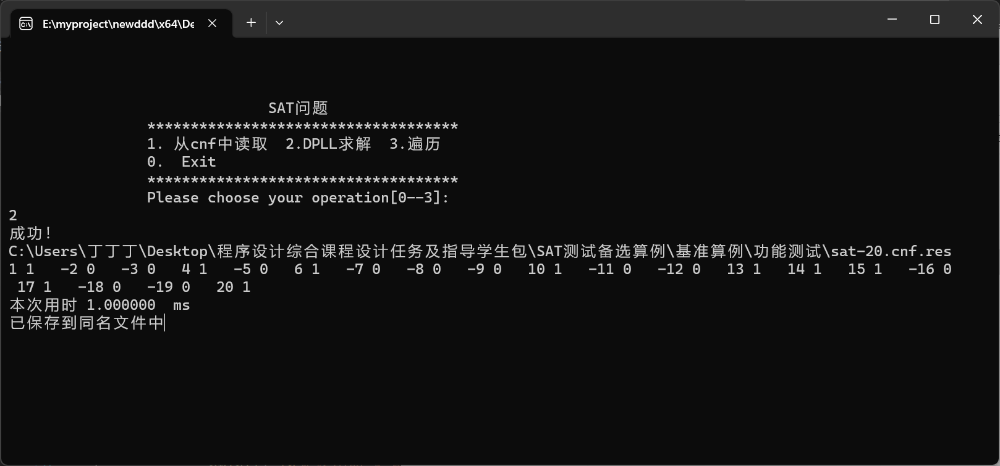 E:\myproject\newddd\x64\De
SAT问题
************************************
1. 从cnf中读取  2.DPLL求解  3.遍历
0.  Exit
************************************
Please choose your operation[0--3]:
2
成功!
C:\Users\丁丁丁\Desktop\程序设计综合课程设计任务及指导学生包\SAT测试备选算例\基准算例\功能测试\sat-20.cnf.res
1 1   -2 0   -3 0   4 1   -5 0   6 1   -7 0   -8 0   -9 0   10 1   -11 0   -12 0   13 1   14 1   15 1   -16 0
17 1   -18 0   -19 0   20 1
本次用时 1.000000  ms
已保存到同名文件中